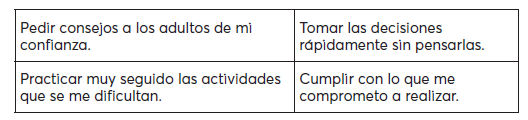 Pedir consejos a los adultos de mi
confianza.
Tomar las decisiones
rápidamente sin pensarlas.
Practicar muy seguido las actividades
que se me dificultan.
Cumplir con lo que me
comprometo a realizar.